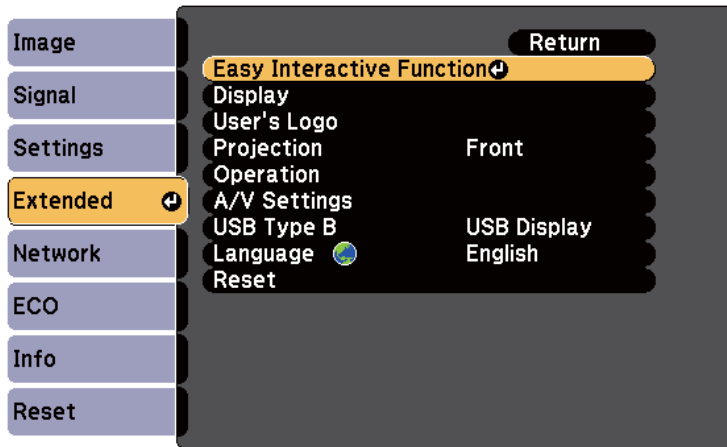 Image
Signal
Settings
Extended
Network
ECO
Info
Reset
Return
Easy Interactive Function
Display
User's Logo
Projection Front
Operation
A/V Settings
USB Type B USB Display
Language English
Reset